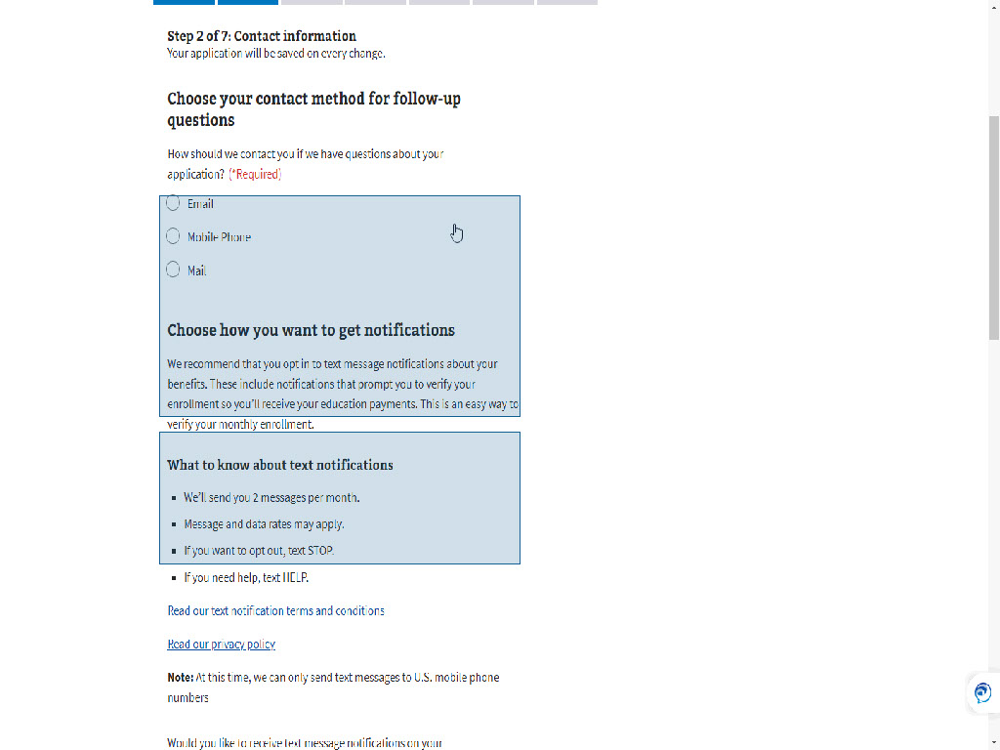 Step 2 of 7: Contact information
Your application will be saved on every change.
Choose your contact method for follow-up
questions
How should we contact you if we have questions about your
application? (*Required)
Email
Mobile Phone
Mail
Choose how you want to get notifications
We recommend that you opt in to text message notifications about your
benefits. These include notifications that prompt you to verify your
enrollment so you'll receive your education payments. This is an easy way to
verify your monthly enrollment.
What to know about text notifications
We'll send you 2 messages per month.
Message and data rates may apply.
If you want to opt out, text STOP.
If you need help, text HELP.
Read our text notification terms and conditions
Read our privacy policy
Note: At this time, we can only send text messages to U.S. mobile phone
numbers
Would you like to receive text message notifications on your